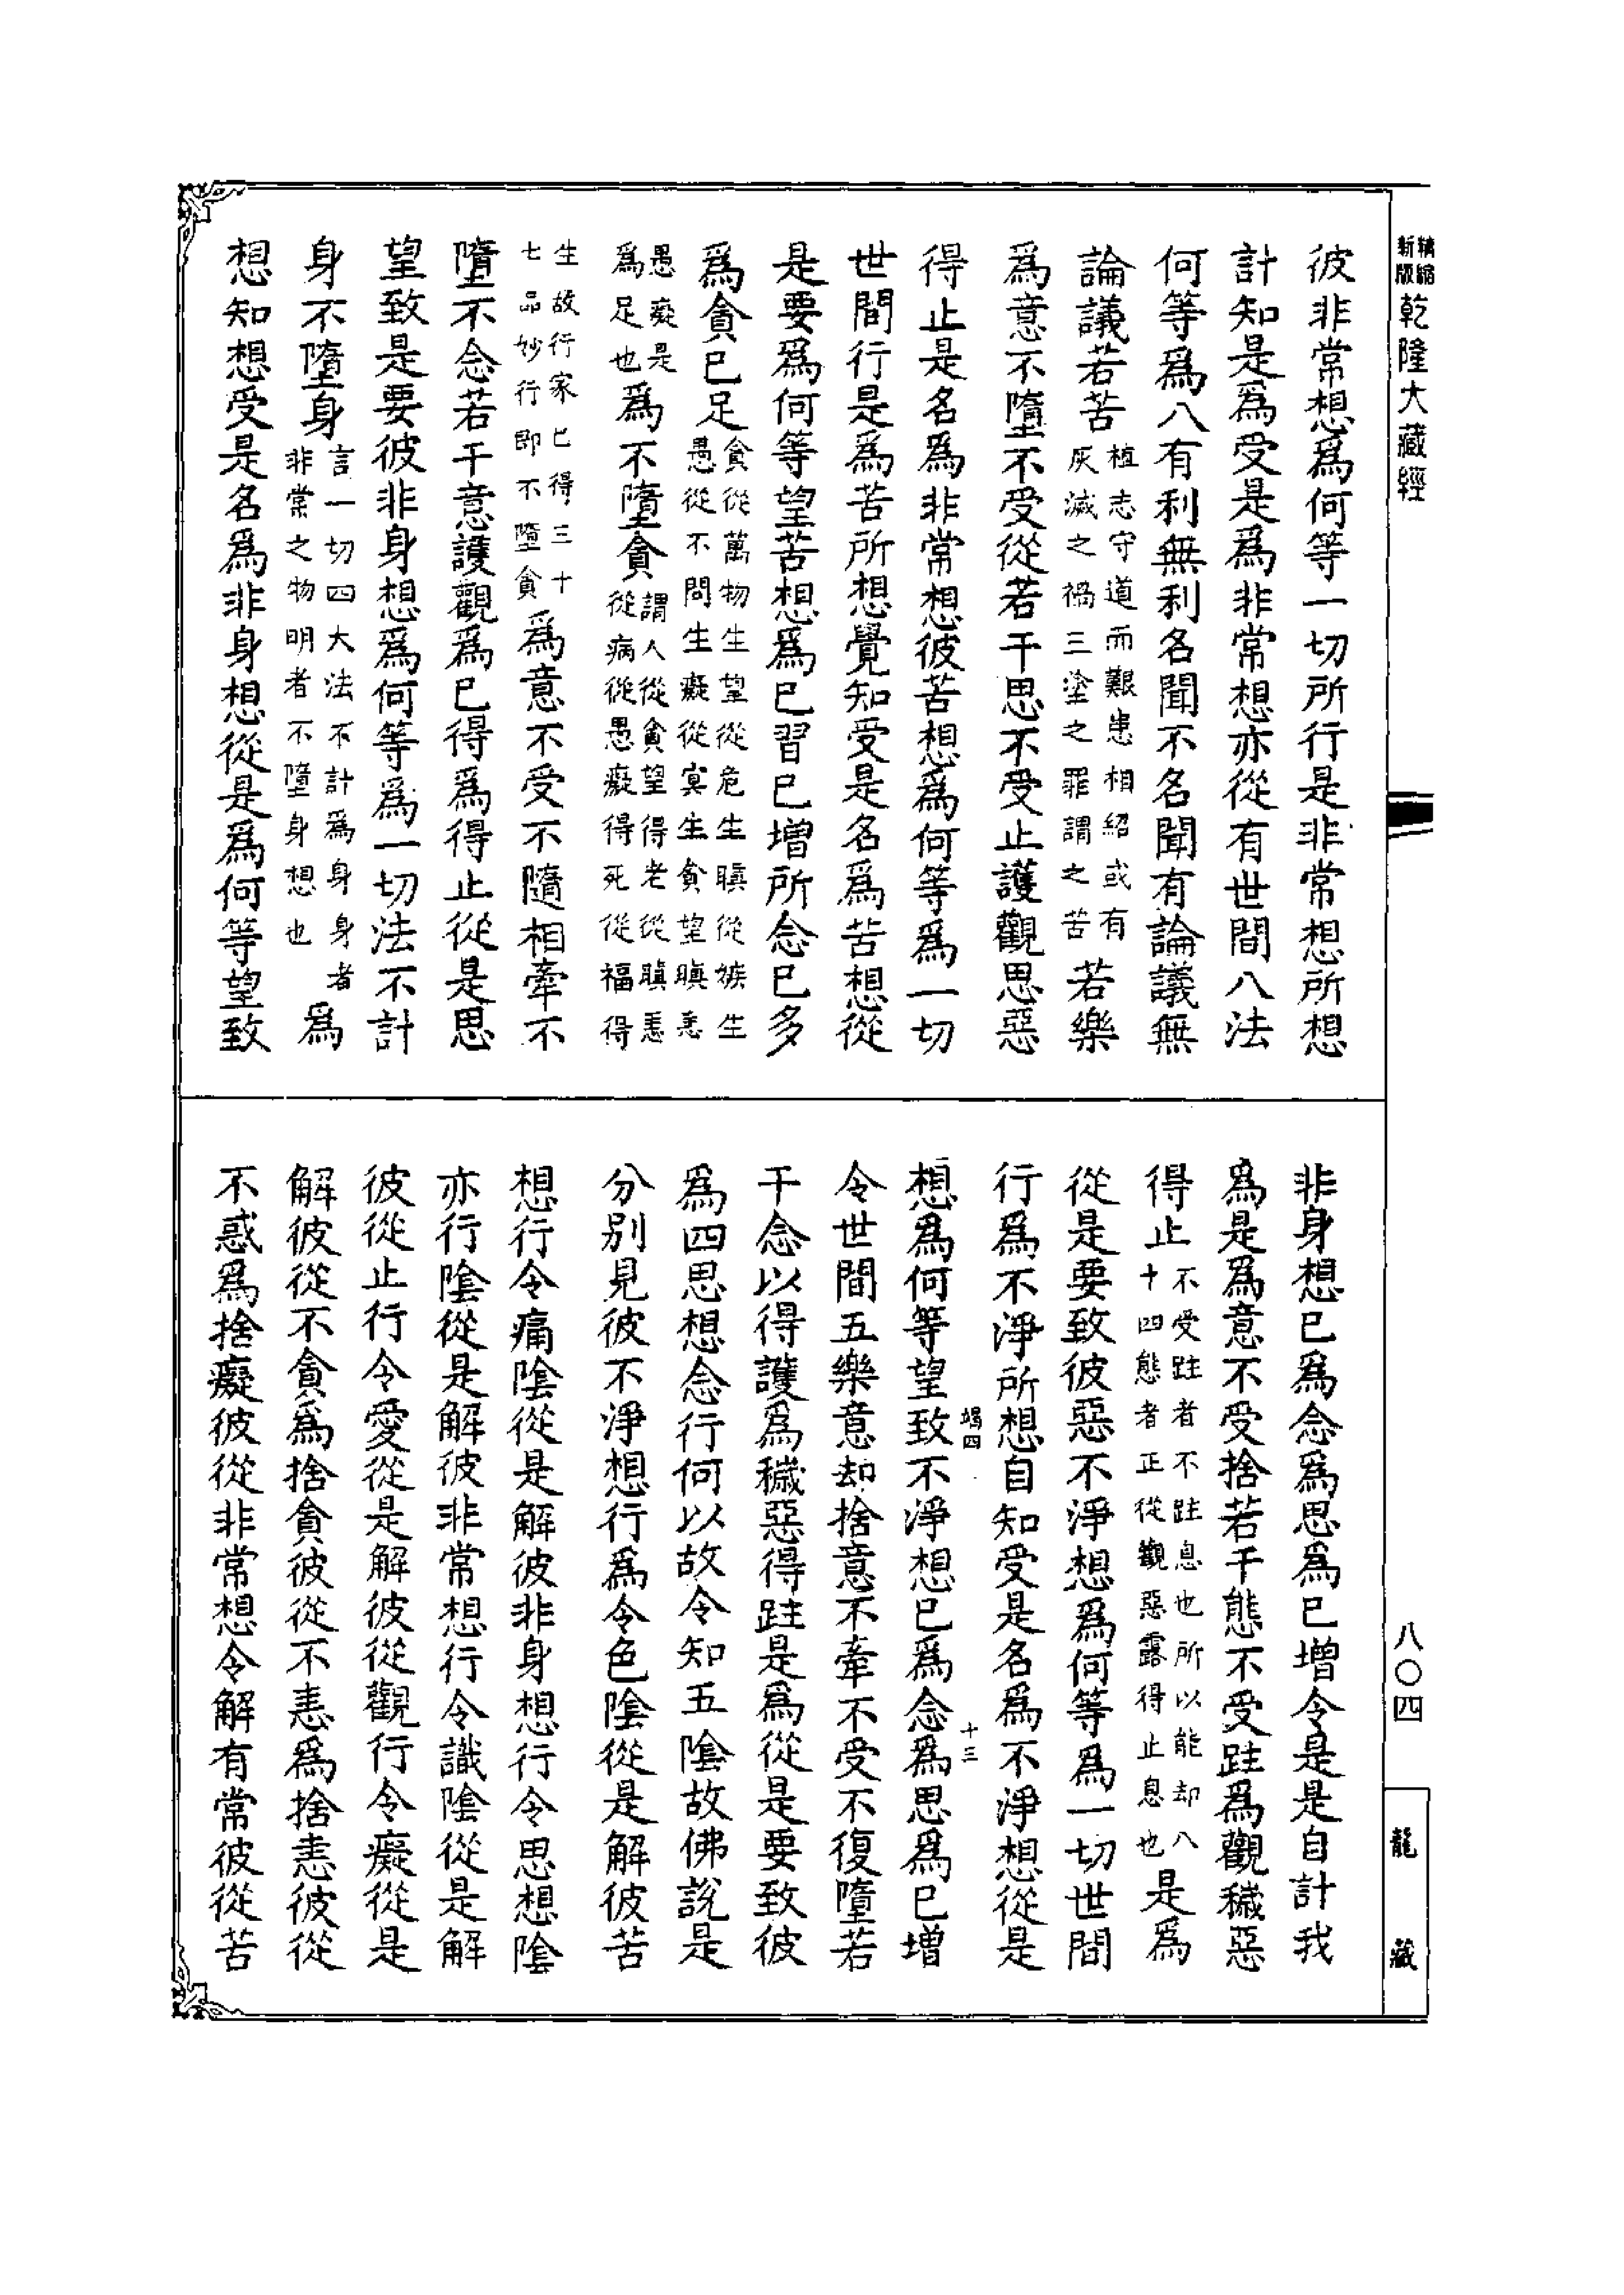 精縮新版乾隆大藏經
彼非常想爲何等一切所行是非常想所想
計知是爲受是爲非常想亦從有世間八法
何等爲八有利無利名聞不名聞有論議無
論議若苦
植志守道而艱患相紹或有
灰滅之禍三塗之罪謂之苦
若樂
爲意不墮不受從若干思不受止護觀思惡
得止是名爲非常想彼苦想爲何等爲一切
世間行是爲苦所想覺知受是名爲苦想從
是要爲何等望苦想爲已習已增所念已多
爲貪已足
貪從萬物生望從危生瞋從嫉生
愚從不問生癡從冥生貪望瞋恚
愚癡是
爲足也
爲不墮貪
謂人從貪望得老從瞋恚
從病從愚癡得死從福得
生故行家已得三十
七品妙行即不墮貪
爲意不受不隨相牽不
墮不念若干意護觀爲已得爲得止從是思
望致是要彼非身想爲何等爲一切法不計
身不墮身
言一切四大法不計爲身身者
非常之物明者不墮身想也
爲
想知想受是名爲非身想從是爲何等望致
非身想已爲念爲思爲已增令是是自計我
爲是爲意不受捨若干態不受跓爲觀穢惡
得止
不受跓者不跓息也所以能却八
十四態者正從觀惡露得止息也
是爲
從是要致彼惡不淨想爲何等爲一切世間
行爲不淨所想自知受是名爲不淨想從是
竭四
十三
想爲何等望致不淨想已爲念爲思爲已增
令世間五樂意却捨意不牽不受不復墮若
干念以得護爲穢惡得跓是爲從是要致彼
爲四思想念行何以故令知五陰故佛說是
分別見彼不淨想行爲令色陰從是解彼苦
想行令痛陰從是解彼非身想行令思想陰
亦行陰從是解彼非常想行令識陰從是解
彼從止行令愛從是解彼從觀行令癡從是
解彼從不貪爲捨貪彼從不恚爲捨恚彼從
不惑爲捨癡彼從非常想令解有常彼從苦
八〇四
龍藏